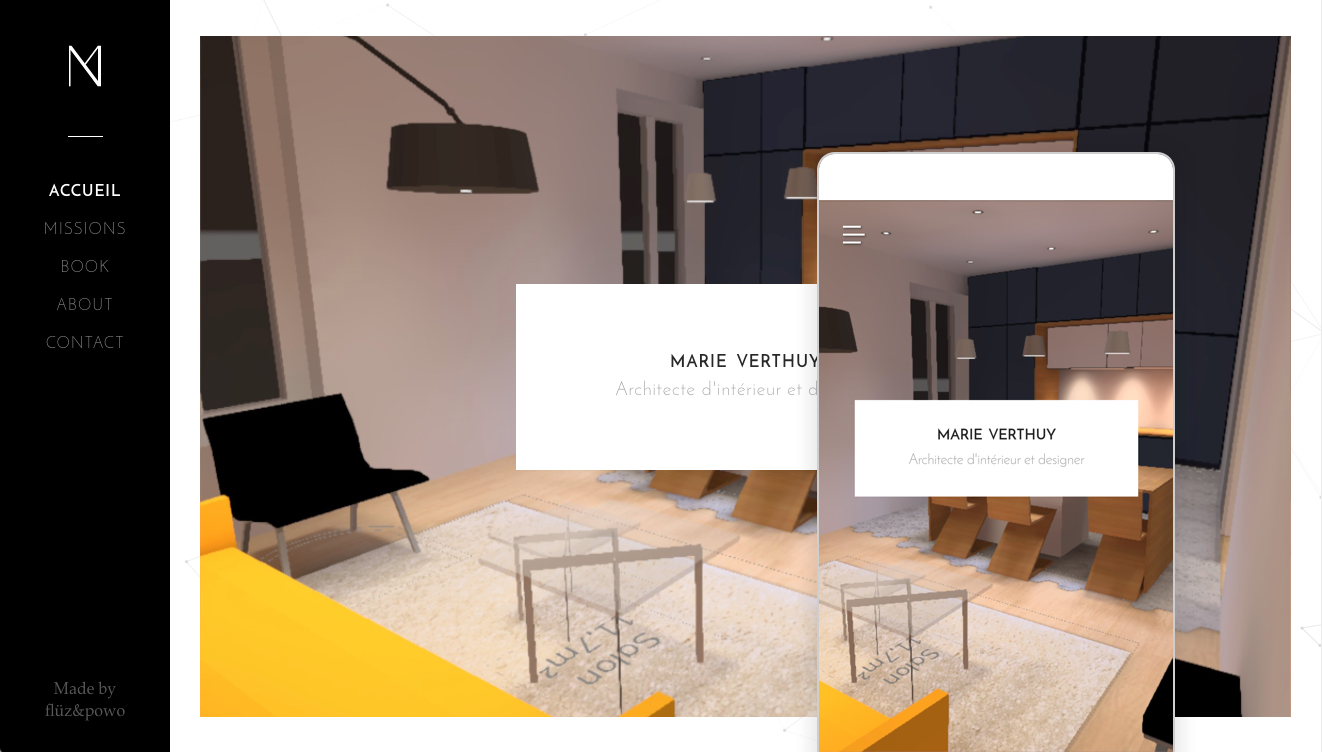 ACCUEIL
MISSIONS
BOOK
ABOUT
CONTACT
Made by
flüz&powo
MARIE VERTHUY
Architecte d'intérieur et d
Salon
11,7m²
MARIE VERTHUY
Architecte d'intérieur et designer
Salon
11,7m²